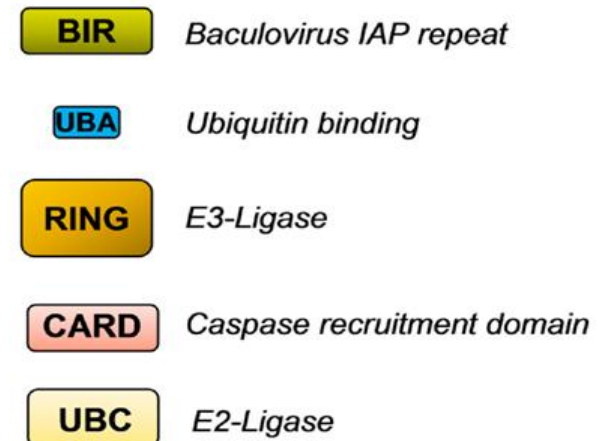 BIR Baculovirus IAP repeat
UBA Ubiquitin binding
RING E3-Ligase
CARD Caspase recruitment domain
UBC E2-Ligase